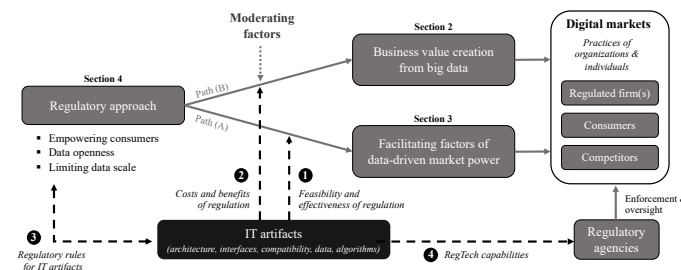 Moderating
factors
Section 2
Business value creation
from big data
Digital markets
Practices of
organizations &
individuals
Regulated firm(s)
Consumers
Competitors
Section 4
Regulatory approach
Path (B)
Path (A)
▪ Empowering consumers
▪ Data openness
▪ Limiting data scale
Section 3
Facilitating factors of
data-driven market power
2
Costs and benefits
of regulation
1
Feasibility and
effectiveness of regulation
Enforcement &
oversight
3
Regulatory rules
for IT artifacts
IT artifacts
(architecture, interfaces, compatibility, data, algorithms)
4 RegTech capabilities
Regulatory
agencies